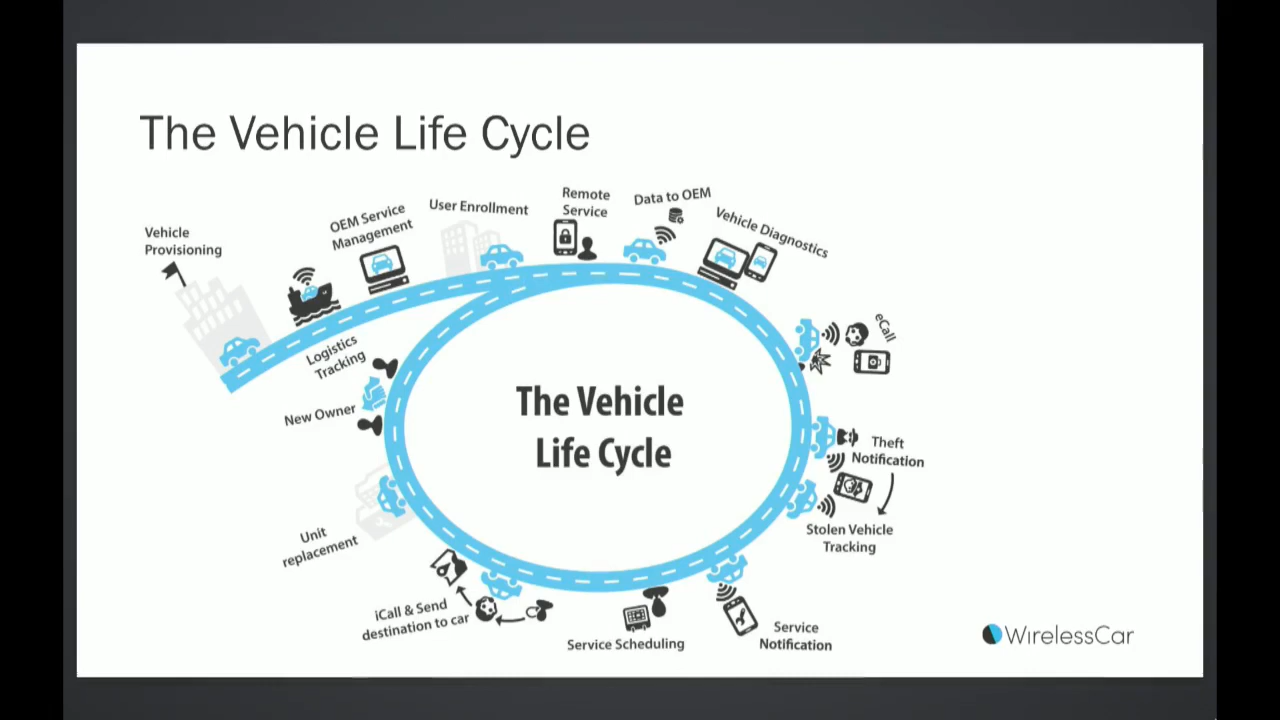 The Vehicle Life Cycle
Vehicle
Provisioning
OEM Service
Management
User Enrollment
Remote
Service
Data to OEM
Vehicle Diagnostics
eCall
Logistics
Tracking
New Owner
The Vehicle
Life Cycle
Theft
Notification
Stolen Vehicle
Tracking
Unit
replacement
iCall & Send
destination to car
Service Scheduling
Service
Notification
WirelessCar